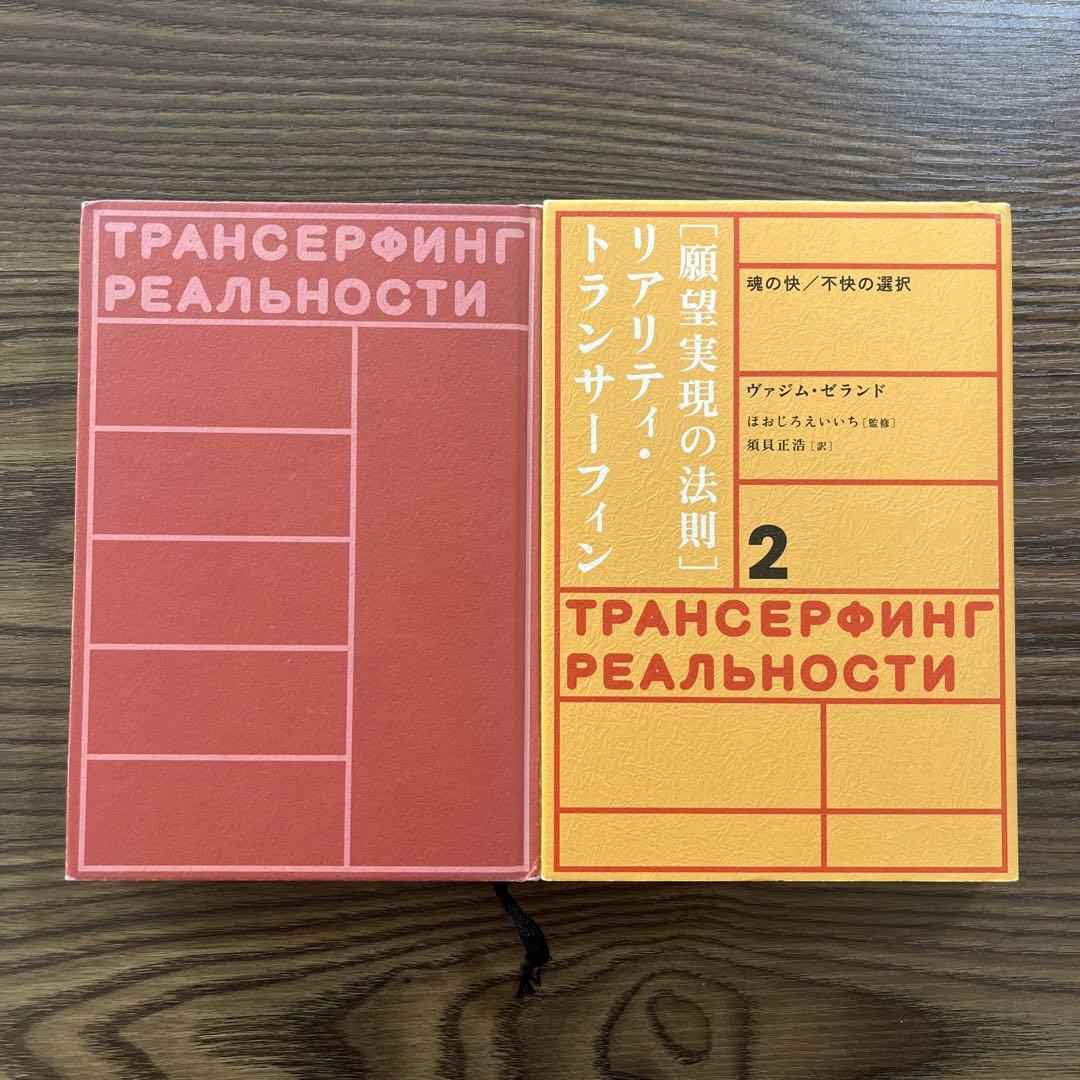 ТРАНСЕРФИНГ
РЕАЛЬНОСТИ
[願望実現の法則]
リアリティ・
トランサーフィン
魂の快／不快の選択
ヴァジム・ゼランド
ほおじろえいいち[監修]
須貝正浩[訳]
2
ТРАНСЕРФИНГ
РЕАЛЬНОСТИ